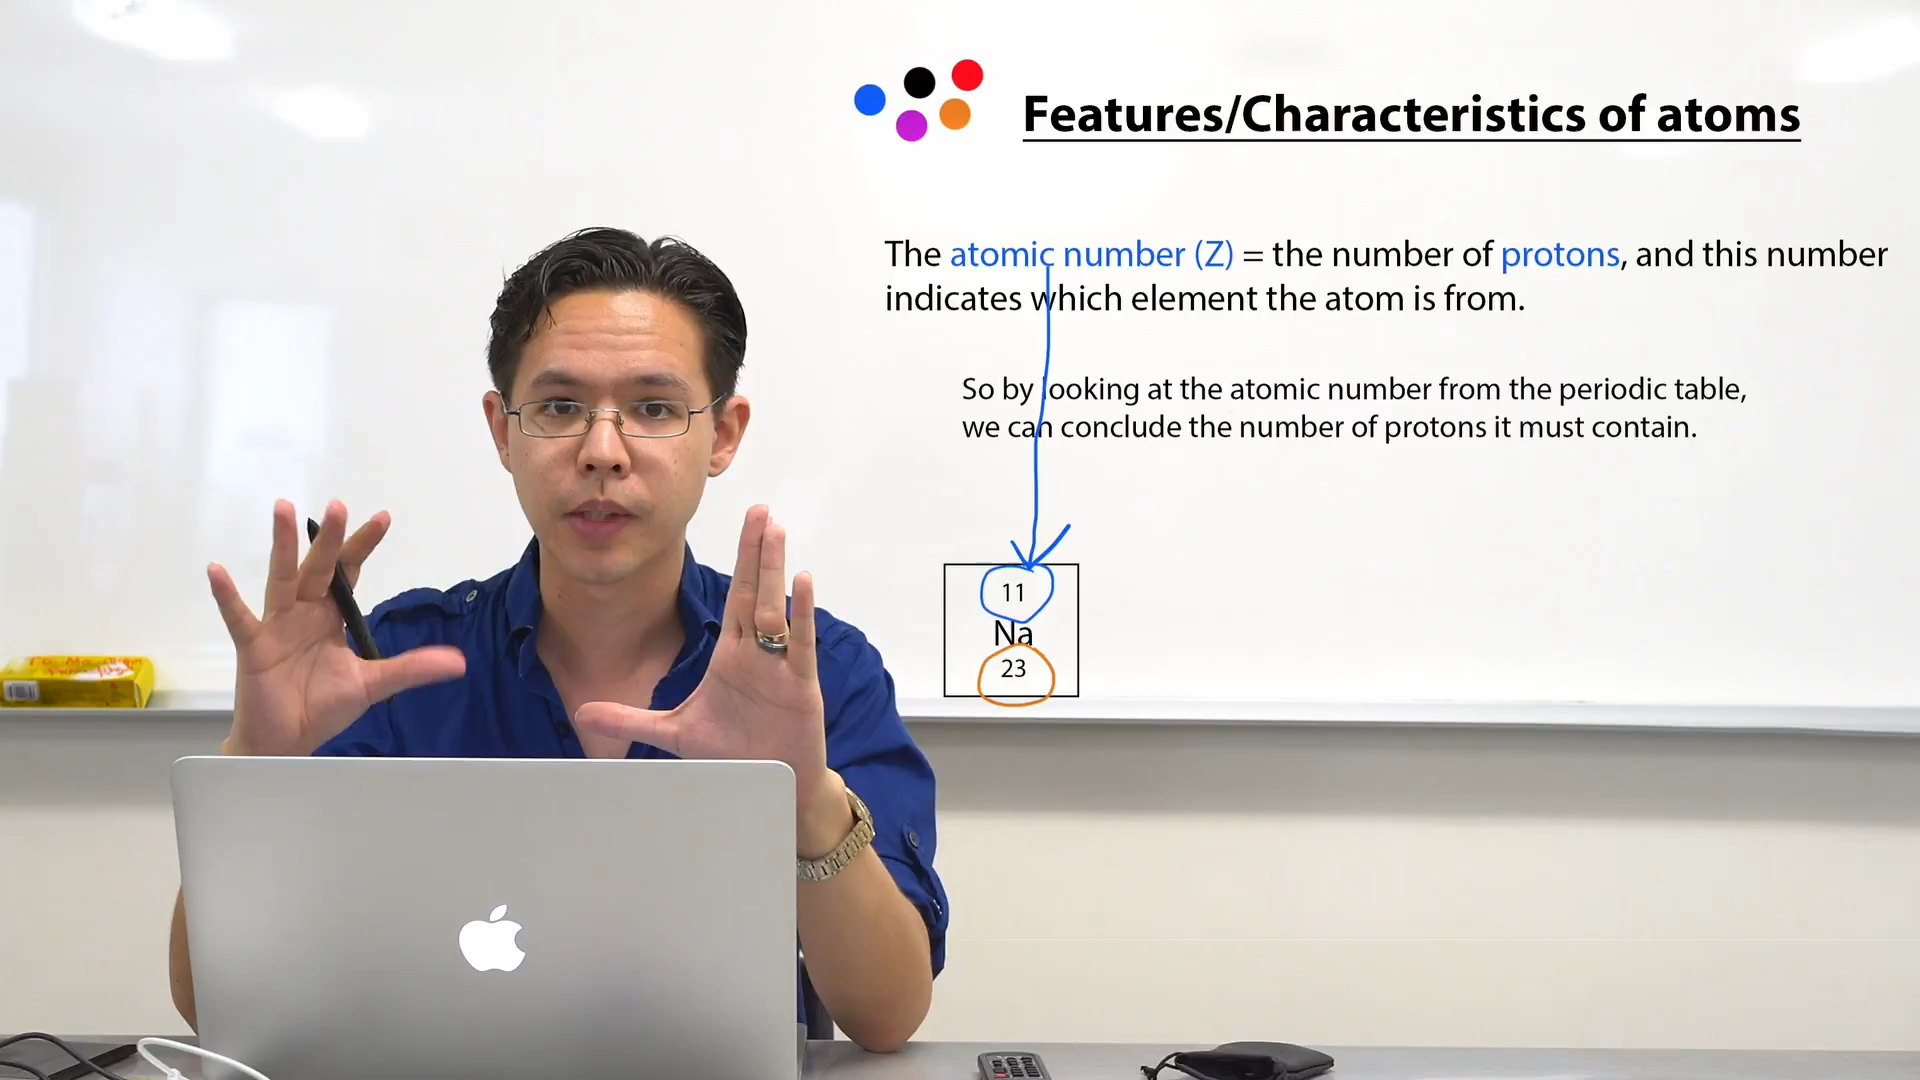 Features/Characteristics of atoms
The atomic number (Z) = the number of protons, and this number
indicates which element the atom is from.
So by looking at the atomic number from the periodic table,
we can conclude the number of protons it must contain.
11
Na
23